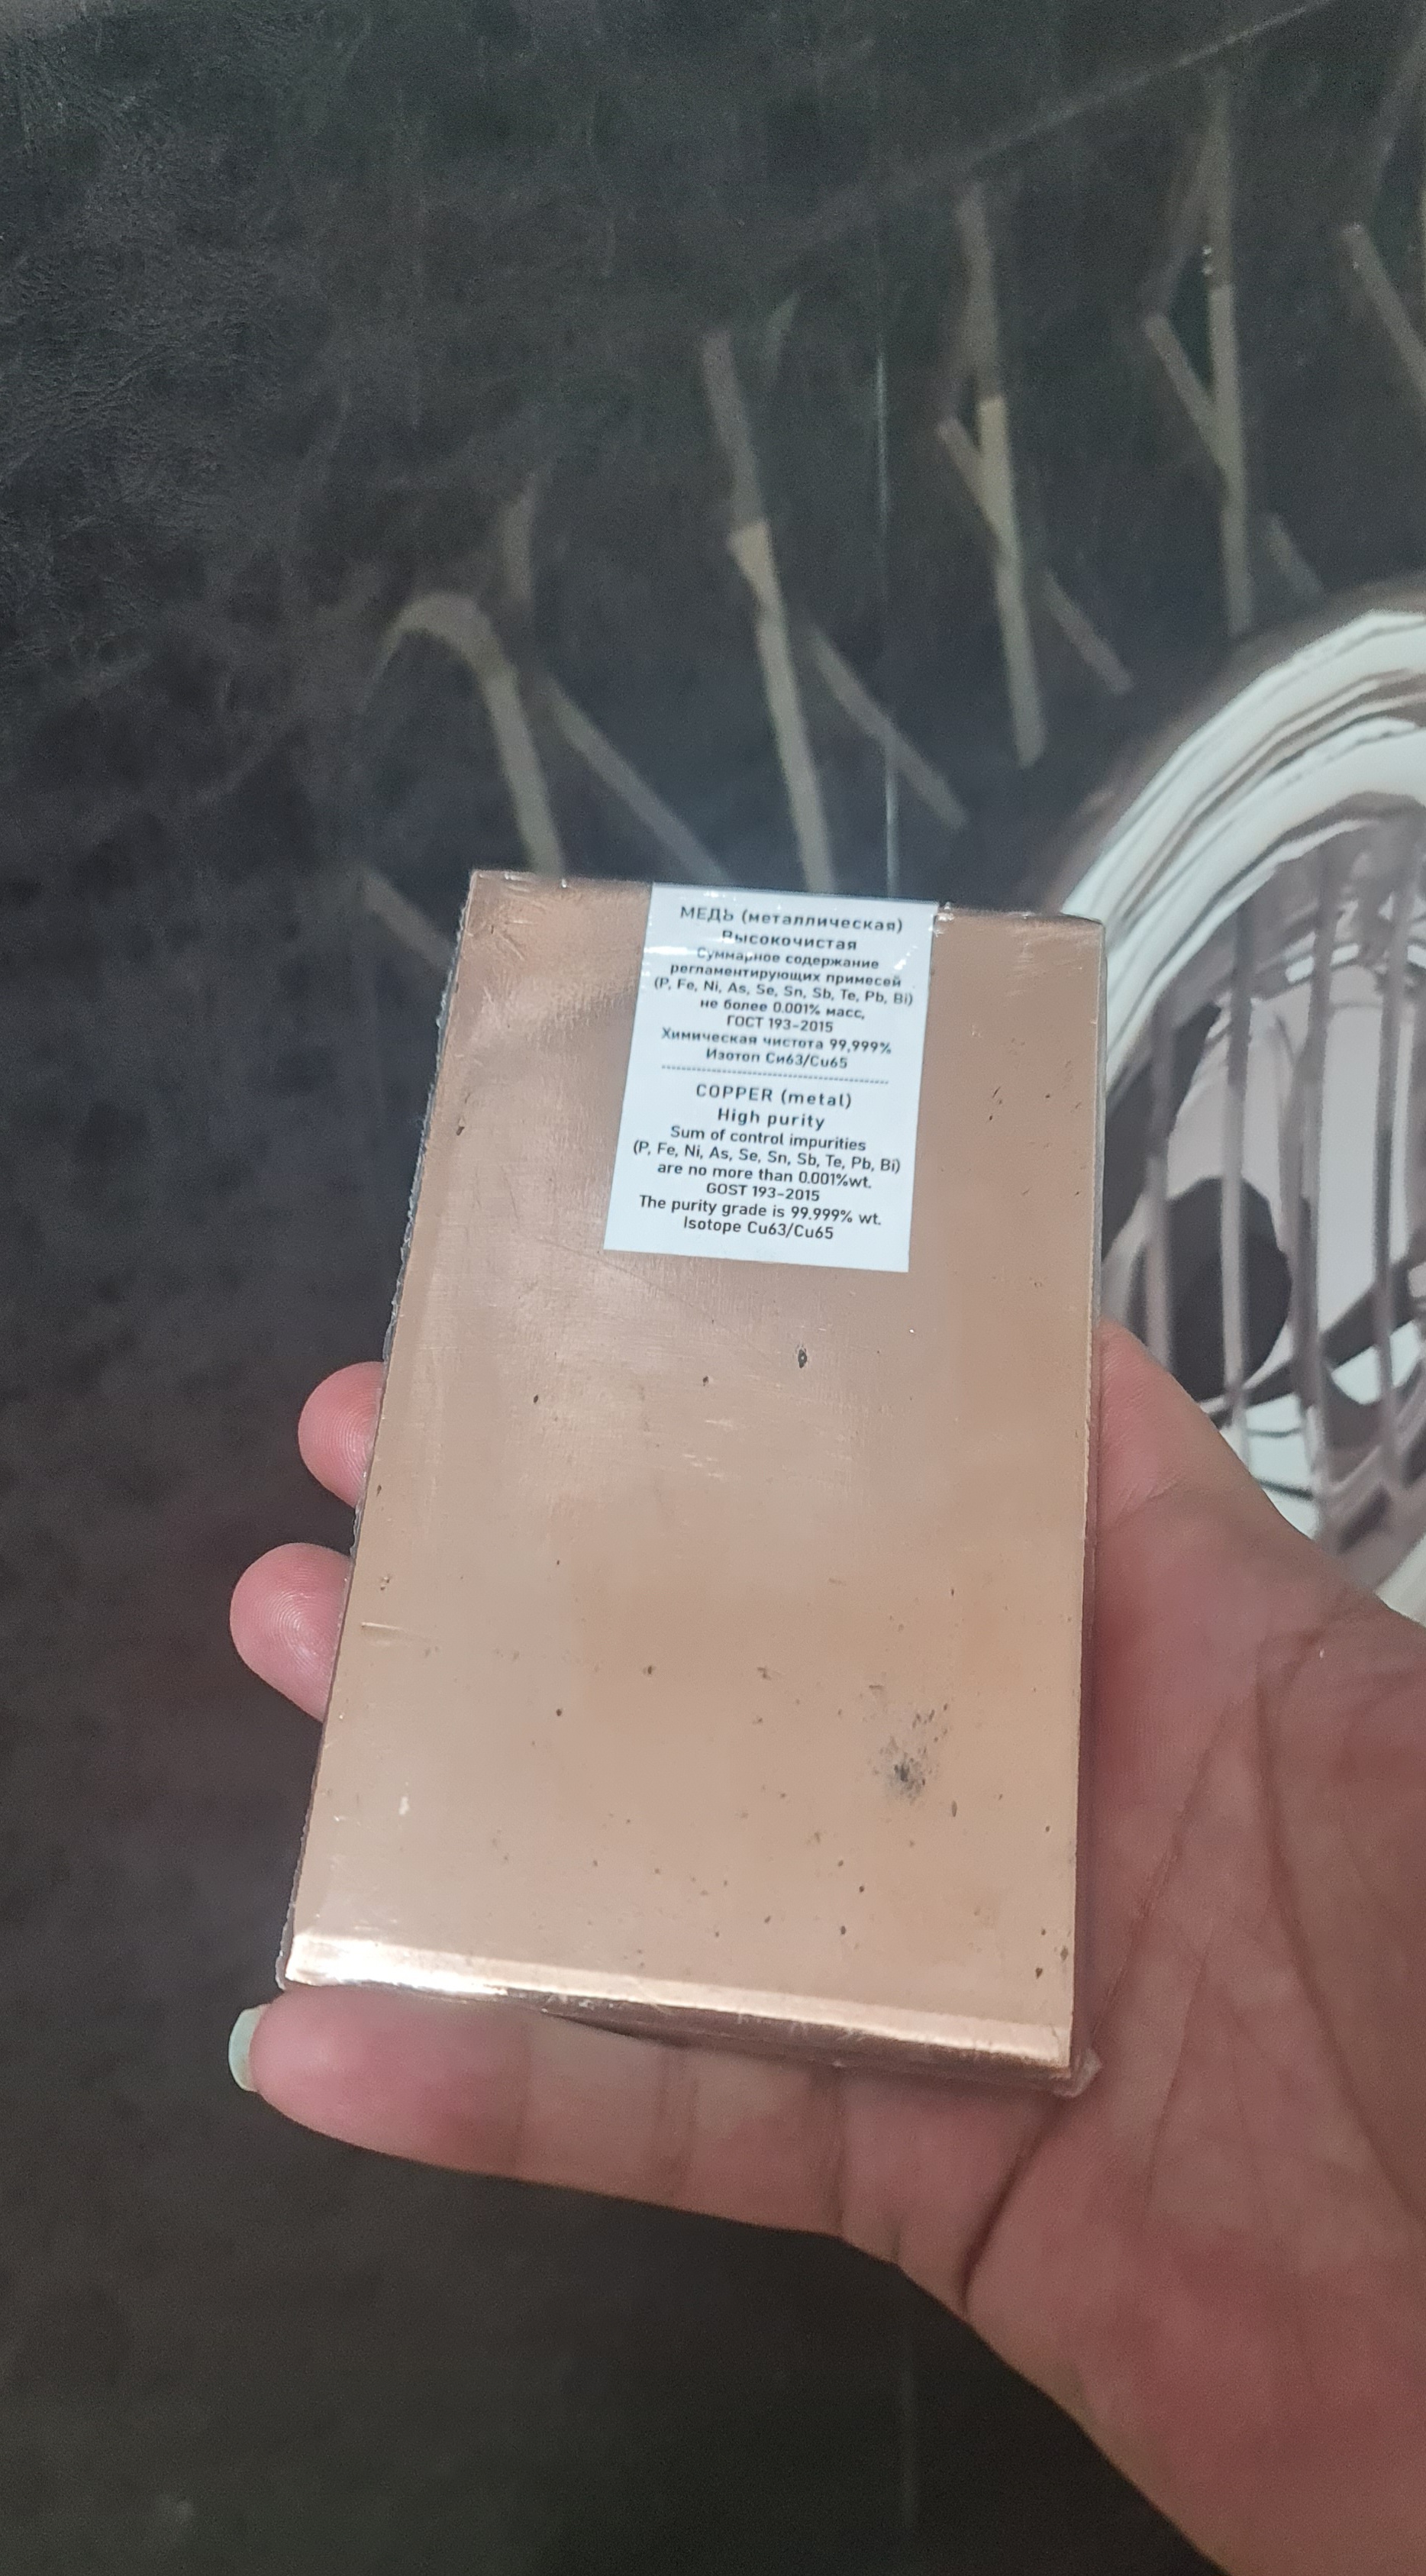 МЕДЬ (металлическая)
Высокочистая
Суммарное содержание
регламентирующих примесей
(P, Fe, Ni, As, Se, Sn, Sb, Te, Pb, Bi)
не более 0.001% масс,
ГОСТ 193-2015
Химическая чистота 99,999%
Изотоп Си63/Cu65
COPPER (metal)
High purity
Sum of control impurities
(P, Fe, Ni, As, Se, Sn, Sb, Te, Pb, Bi)
are no more than 0.001%wt.
GOST 193-2015
The purity grade is 99.999% wt.
Isotope Cu63/Cu65